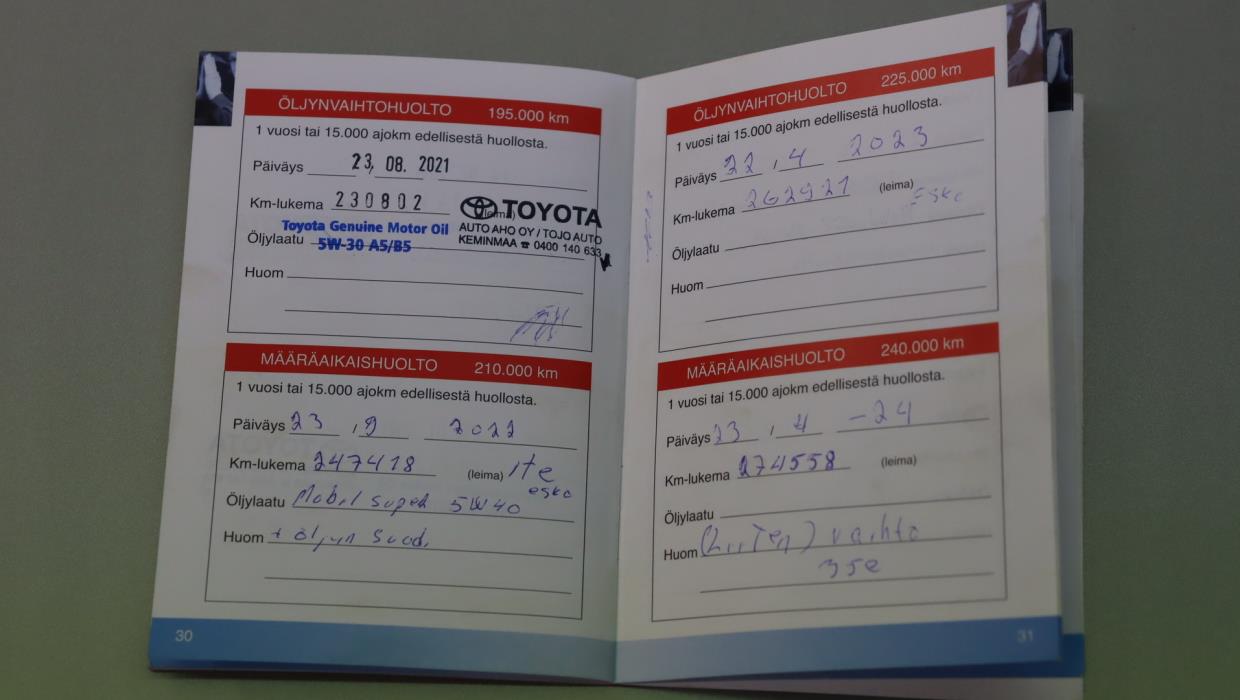 ÖLJYNVAIHTOHUOLTO 195.000 km
1 vuosi tai 15.000 ajokm edellisestä huollosta.
Päiväys 23, 08. 2021
Km-lukema 230802 (leima)
TOYOTA
AUTO AHO OY / TOJO AUTO
KEMINMAA ☎ 0400 140 633
Toyota Genuine Motor Oil
Öljylaatu 5W-30 A5/B5
Huom
MÄÄRÄAIKAISHUOLTO 210.000 km
1 vuosi tai 15.000 ajokm edellisestä huollosta.
Päiväys 23 , 9 2022
Km-lukema 247418 (leima) Ite
esko
Öljylaatu Mobil super 5W40
Huom + öljyn suod.
30
ÖLJYNVAIHTOHUOLTO 225.000 km
1 vuosi tai 15.000 ajokm edellisestä huollosta.
Päiväys 22 , 4 2023
Km-lukema 262921 (leima) Esko
Öljylaatu
Huom
MÄÄRÄAIKAISHUOLTO 240.000 km
1 vuosi tai 15.000 ajokm edellisestä huollosta.
Päiväys 23 , 4 -24
Km-lukema 274558 (leima)
Öljylaatu
Huom vaihto
31